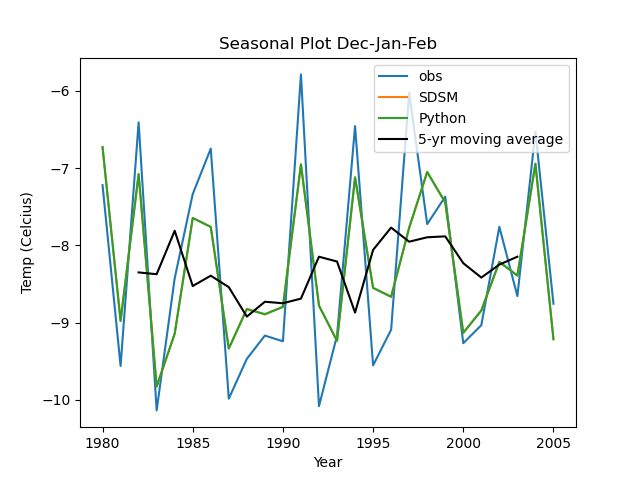 Seasonal Plot Dec-Jan-Feb
obs
SDSM
Python
5-yr moving average
Temp (Celcius)
−6
−7
−8
−9
−10
1980 1985 1990 1995 2000 2005
Year